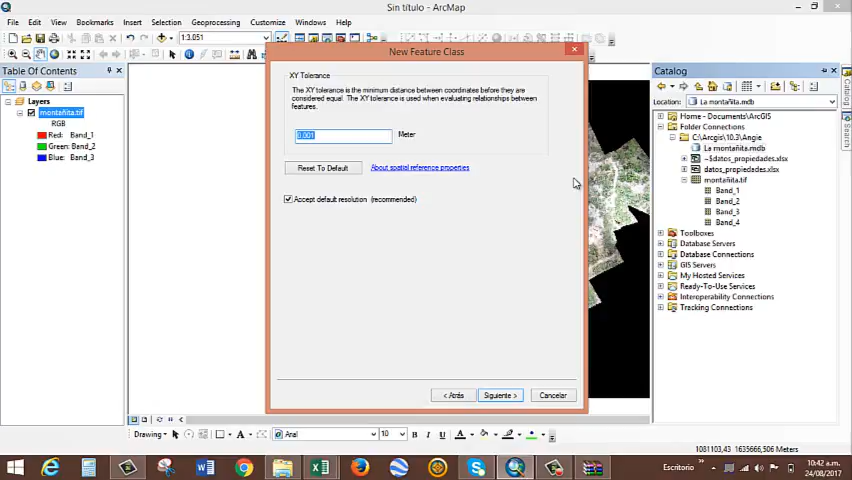 Sin título - ArcMap
File Edit View Bookmarks Insert Selection Geoprocessing Customize Windows Help
1:3.051
Table Of Contents
Layers
montañita.tif
RGB
Red: Band_1
Green: Band_2
Blue: Band_3
New Feature Class
XY Tolerance
The XY tolerance is the minimum distance between coordinates before they are
considered equal. The XY tolerance is used when evaluating relationships between
features.
0.001 Meter
Reset To Default About spatial reference properties
Accept default resolution (recommended)
< Atrás Siguiente > Cancelar
Catalog
Location: La montañita.mdb
Home - Documents\ArcGIS
Folder Connections
C:\Arcgis\10.3\Angie
La montañita.mdb
~$datos_propiedades.xlsx
datos_propiedades.xlsx
montañita.tif
Band_1
Band_2
Band_3
Band_4
Toolboxes
Database Servers
Database Connections
GIS Servers
My Hosted Services
Ready-To-Use Services
Interoperability Connections
Tracking Connections
Catalog
Search
Drawing Arial 10 B I U A
1081103,43 1635666,506 Meters
Escritorio
10:42 a.m.
24/08/2017